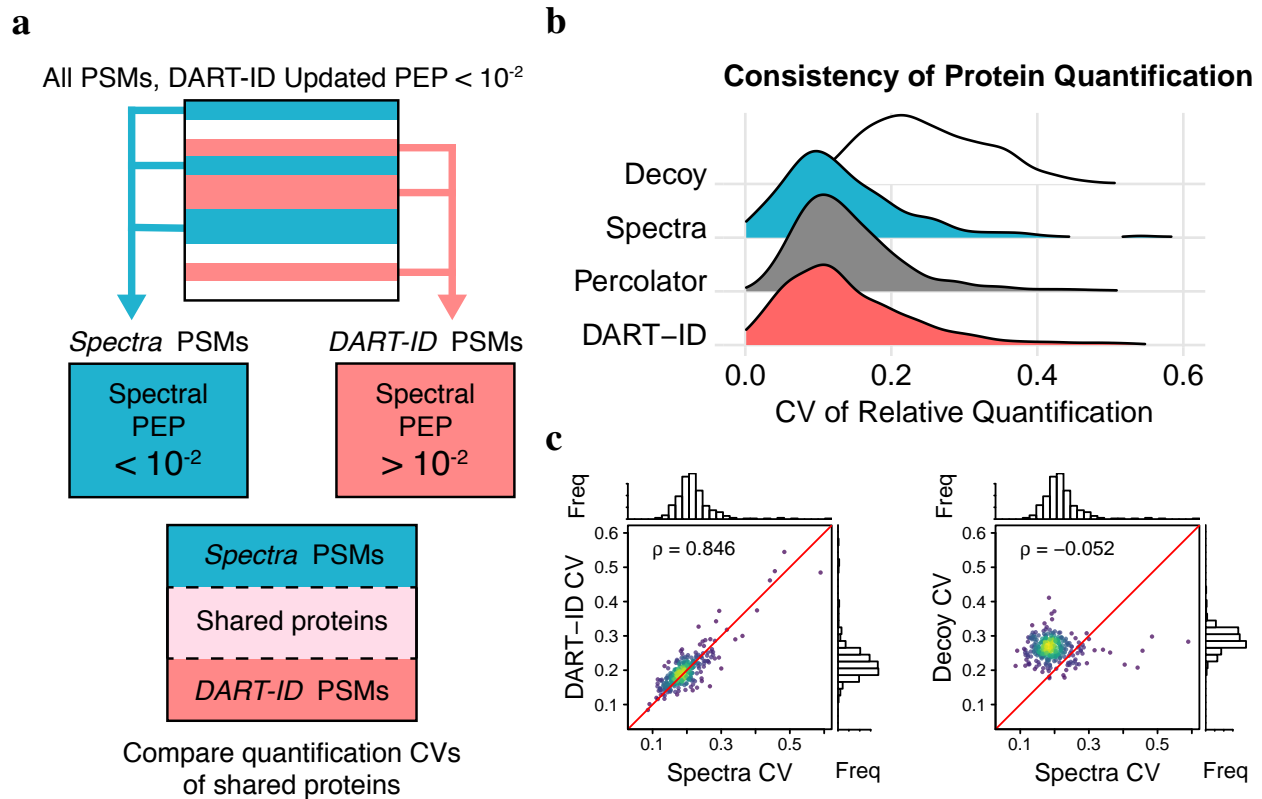 a
All PSMs, DART-ID Updated PEP < 10-2
Spectra PSMs
DART-ID PSMs
Spectral
PEP
< 10-2
Spectral
PEP
> 10-2
Spectra PSMs
Shared proteins
DART-ID PSMs
Compare quantification CVs
of shared proteins
b
Consistency of Protein Quantification
Decoy
Spectra
Percolator
DART−ID
0.0 0.2 0.4 0.6
CV of Relative Quantification
c
Freq
DART−ID CV
0.6
0.5
0.4
0.3
0.2
0.1
ρ = 0.846
0.1 0.3 0.5
Spectra CV
Freq
Freq
Decoy CV
0.6
0.5
0.4
0.3
0.2
0.1
ρ = −0.052
0.1 0.3 0.5
Spectra CV
Freq